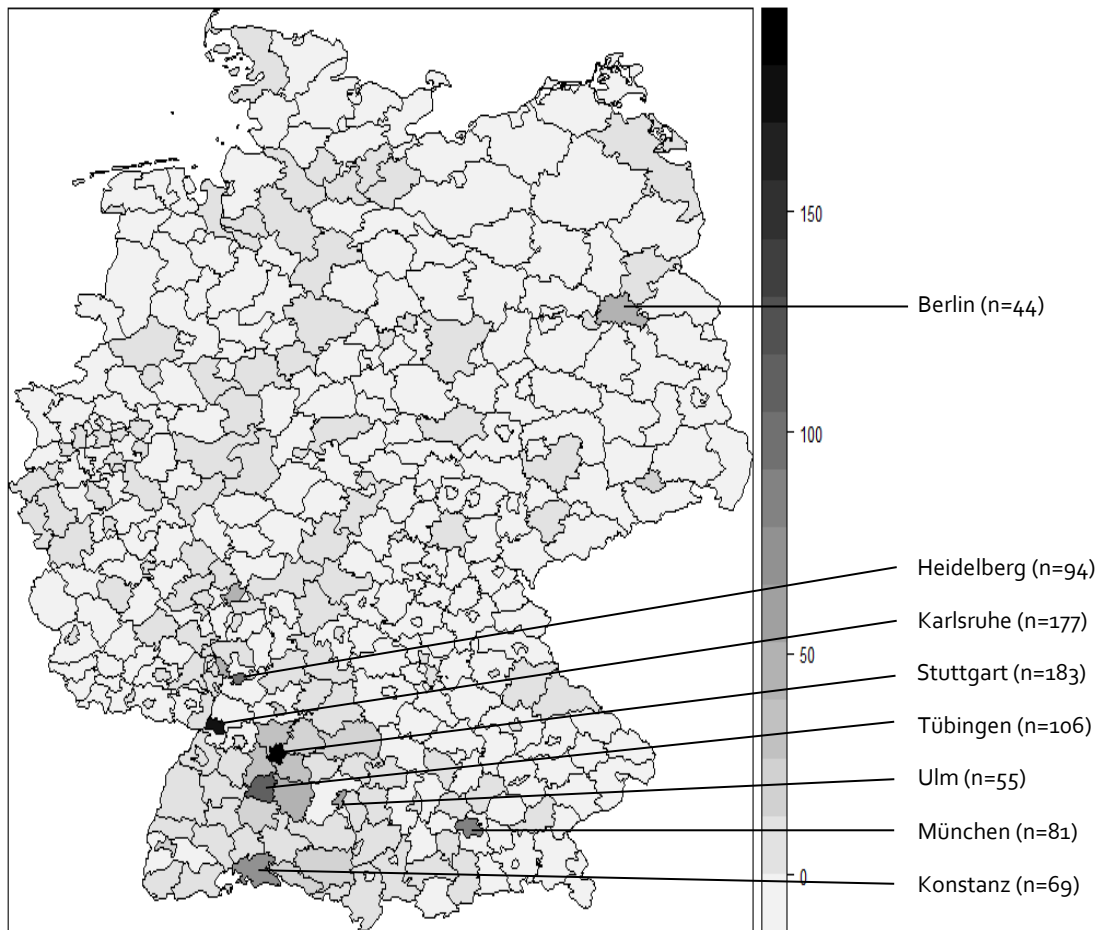 150
Berlin (n=44)
100
Heidelberg (n=94)
Karlsruhe (n=177)
50
Stuttgart (n=183)
Tübingen (n=106)
Ulm (n=55)
München (n=81)
0
Konstanz (n=69)